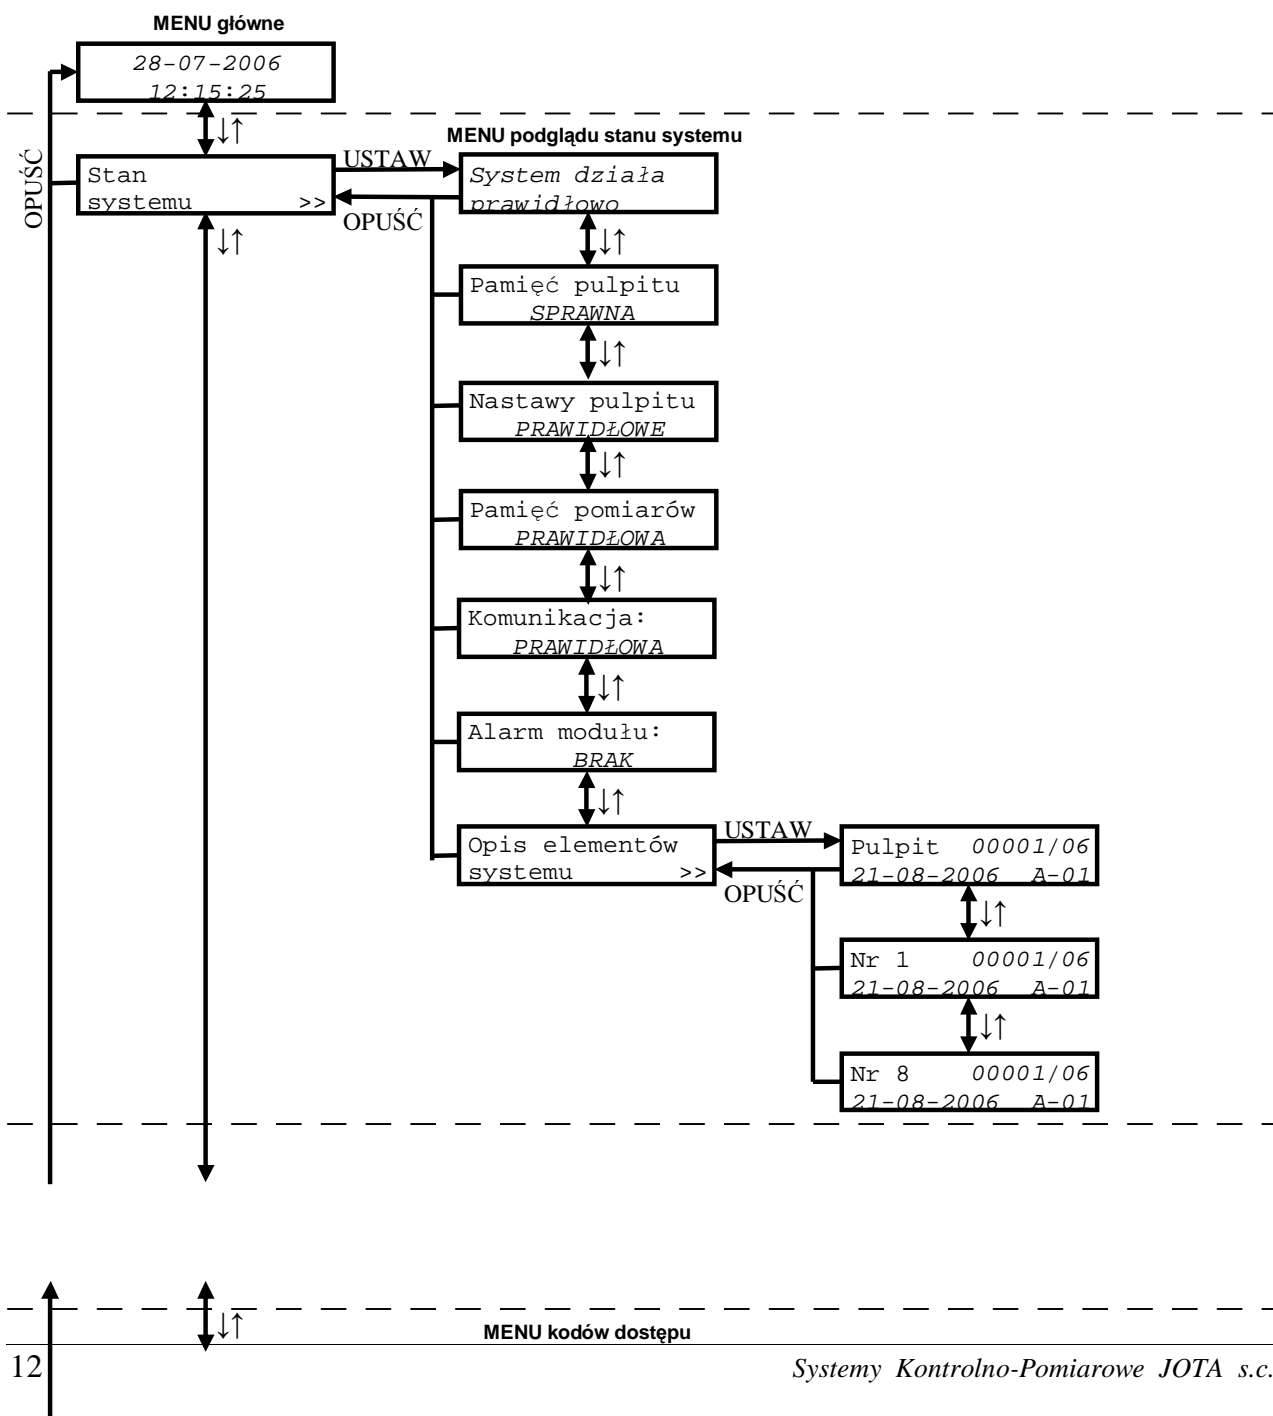 MENU główne
28-07-2006
12:15:25
↓↑
MENU podglądu stanu systemu
OPUŚĆ
Stan
systemu >>
USTAW
OPUŚĆ
System działa
prawidłowo
↓↑
↓↑
Pamięć pulpitu
SPRAWNA
↓↑
Nastawy pulpitu
PRAWIDŁOWE
↓↑
Pamięć pomiarów
PRAWIDŁOWA
↓↑
Komunikacja:
PRAWIDŁOWA
↓↑
Alarm modułu:
BRAK
↓↑
Opis elementów
systemu >>
USTAW
OPUŚĆ
Pulpit 00001/06
21-08-2006 A-01
↓↑
Nr 1 00001/06
21-08-2006 A-01
↓↑
Nr 8 00001/06
21-08-2006 A-01
↓↑
MENU kodów dostępu
12
Systemy Kontrolno-Pomiarowe JOTA s.c.